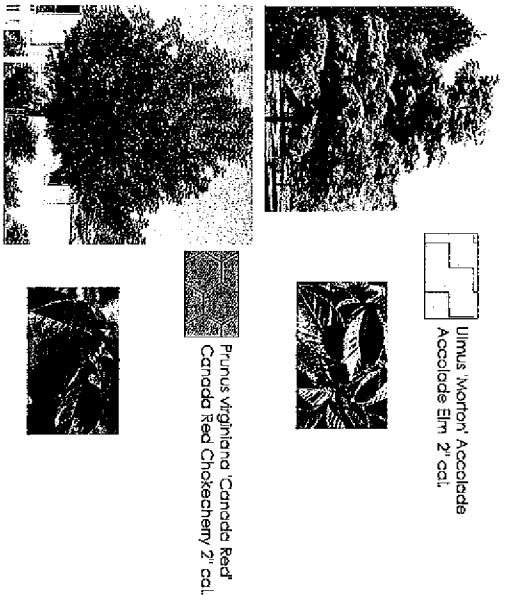 Ulmus 'Morton' Accolade
Accolade Elm 2" cal.
Prunus virginiana 'Canada Red'
Canada Red Chokecherry 2" cal.